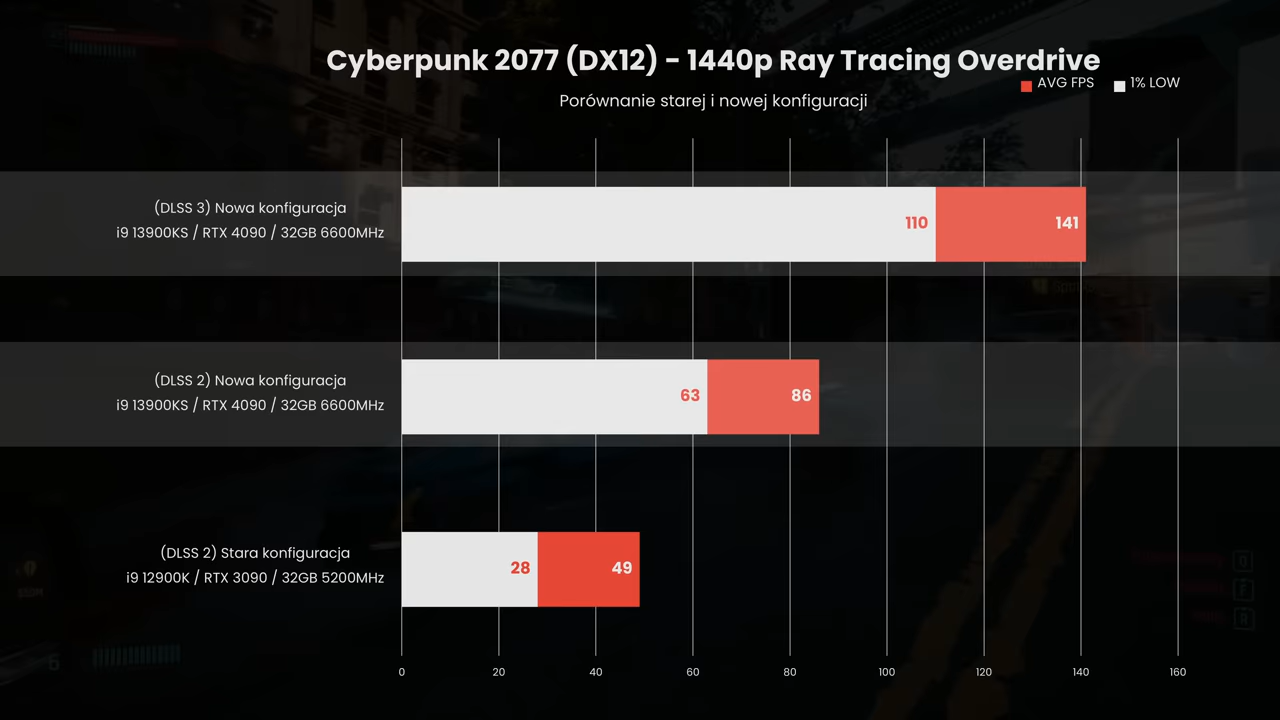 Cyberpunk 2077 (DX12) - 1440p Ray Tracing Overdrive
AVG FPS 1% LOW
Porównanie starej i nowej konfiguracji
(DLSS 3) Nowa konfiguracja
i9 13900KS / RTX 4090 / 32GB 6600MHz
110 141
(DLSS 2) Nowa konfiguracja
i9 13900KS / RTX 4090 / 32GB 6600MHz
63 86
(DLSS 2) Stara konfiguracja
i9 12900K / RTX 3090 / 32GB 5200MHz
28 49
0 20 40 60 80 100 120 140 160